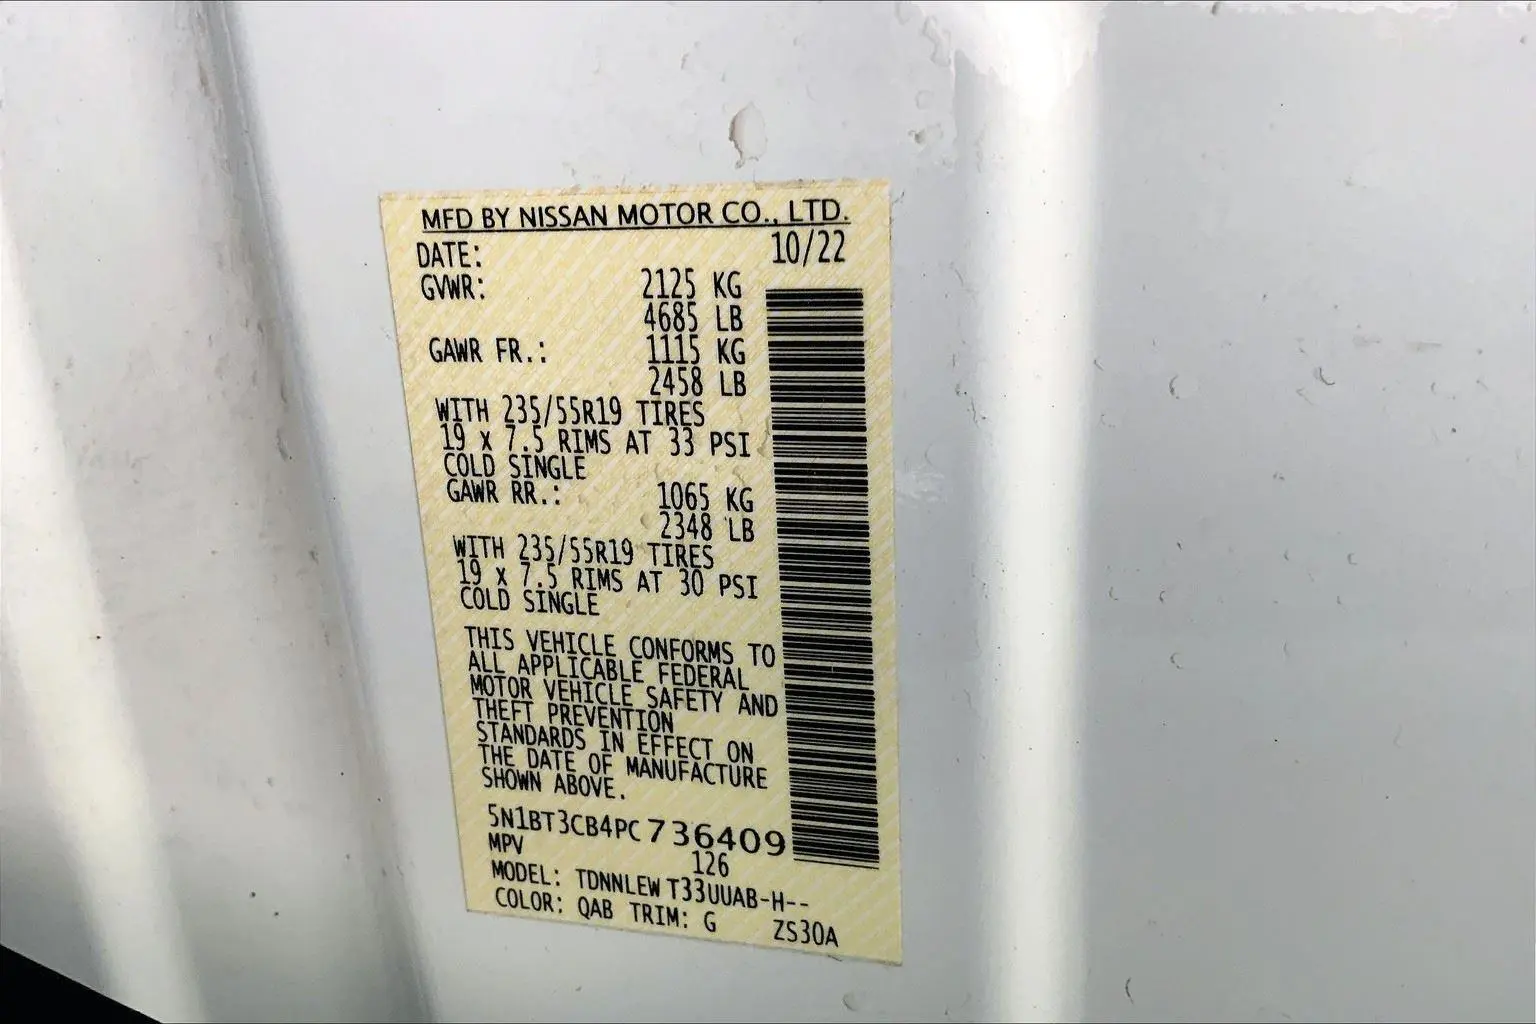 MFD BY NISSAN MOTOR CO., LTD.
DATE: 10/22
GVWR: 2125 KG
4685 LB
GAWR FR.: 1115 KG
2458 LB
WITH 235/55R19 TIRES
19 x 7.5 RIMS AT 33 PSI
COLD SINGLE
GAWR RR.: 1065 KG
2348 LB
WITH 235/55R19 TIRES
19 x 7.5 RIMS AT 30 PSI
COLD SINGLE
THIS VEHICLE CONFORMS TO
ALL APPLICABLE FEDERAL
MOTOR VEHICLE SAFETY AND
THEFT PREVENTION
STANDARDS IN EFFECT ON
THE DATE OF MANUFACTURE
SHOWN ABOVE.
5N1BT3CB4PC736409
MPV 126
MODEL: TDNNLEW T33UUAB-H--
COLOR: QAB TRIM: G ZS30A